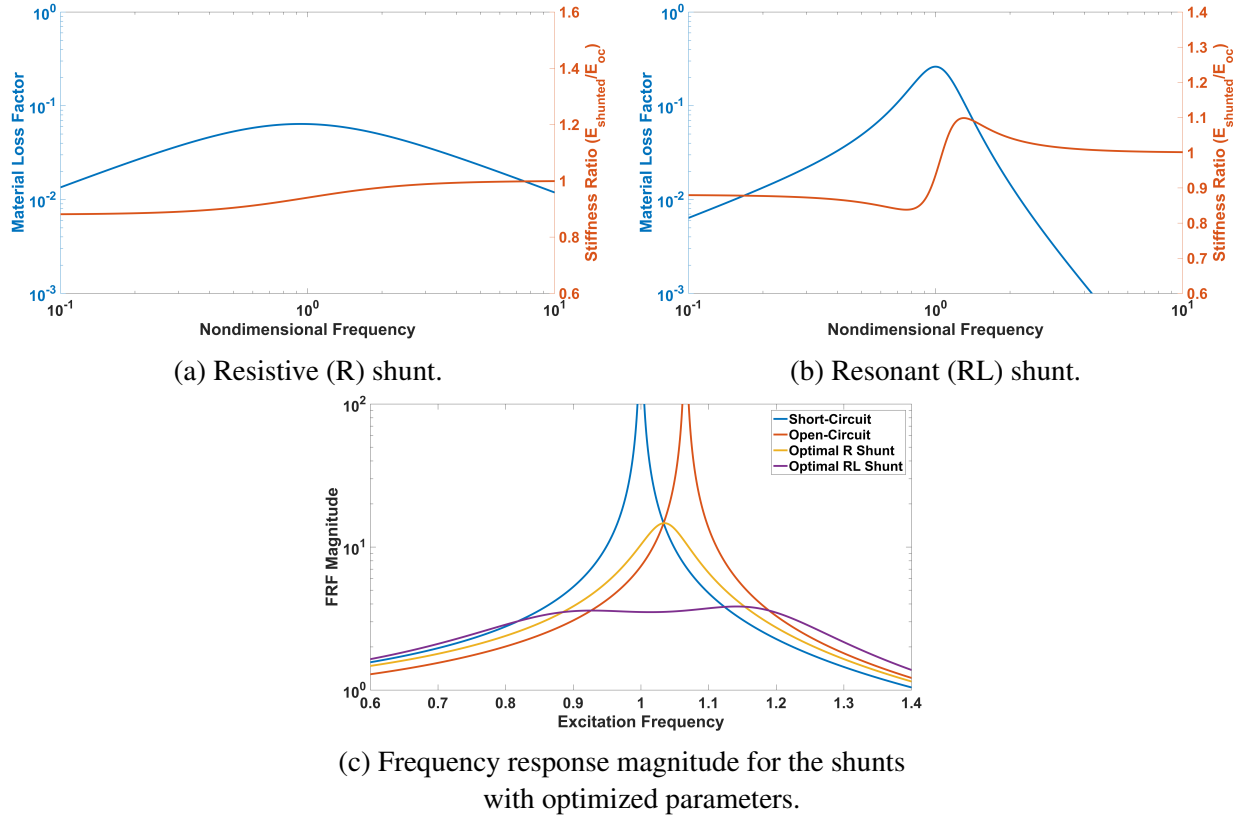 10^0
10^-1
10^-2
10^-3
Material Loss Factor
10^-1
10^0
10^1
Nondimensional Frequency
1.6
1.4
1.2
1
0.8
0.6
Stiffness Ratio (E_shunted/E_oc)
(a) Resistive (R) shunt.
10^0
10^-1
10^-2
10^-3
Material Loss Factor
10^-1
10^0
10^1
Nondimensional Frequency
1.4
1.3
1.2
1.1
1
0.9
0.8
0.7
0.6
Stiffness Ratio (E_shunted/E_oc)
(b) Resonant (RL) shunt.
10^2
10^1
10^0
FRF Magnitude
Short-Circuit
Open-Circuit
Optimal R Shunt
Optimal RL Shunt
0.6
0.7
0.8
0.9
1
1.1
1.2
1.3
1.4
Excitation Frequency
(c) Frequency response magnitude for the shunts
with optimized parameters.